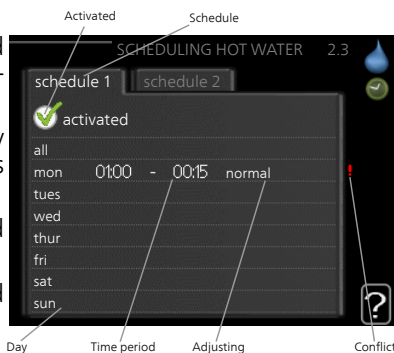 Activated Schedule
SCHEDULING HOT WATER 2.3
schedule 1 schedule 2
activated
all
mon 01:00 - 00:15 normal !
tues
wed
thur
fri
sat
sun
?
Day Time period Adjusting Conflict